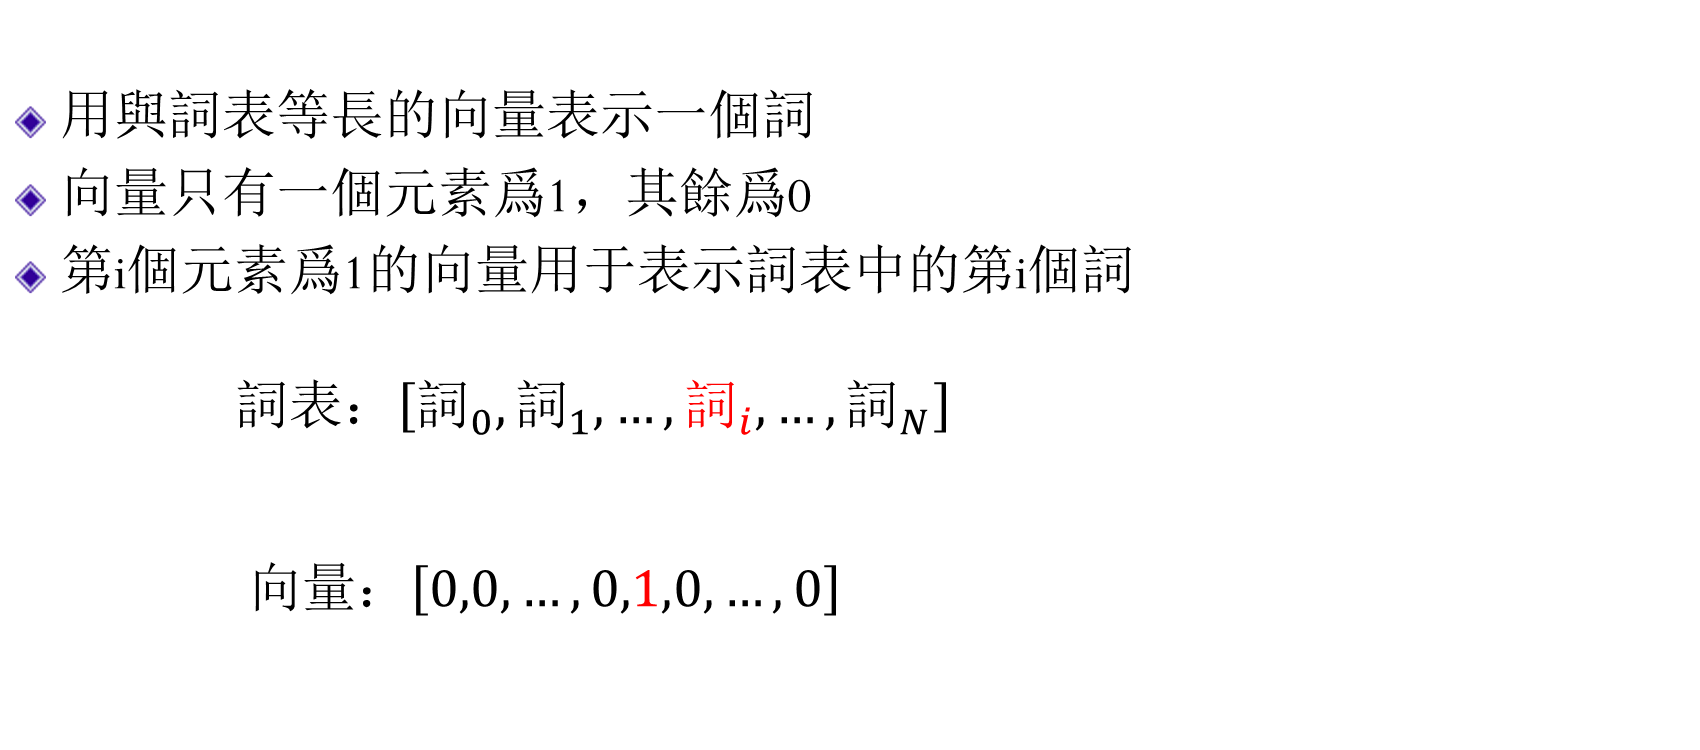 用與詞表等長的向量表示一個詞
向量只有一個元素爲1，其餘爲0
第i個元素爲1的向量用于表示詞表中的第i個詞
詞表：[詞₀, 詞₁, … , 詞ᵢ, … , 詞_N]
向量：[0,0, … , 0,1,0, … , 0]